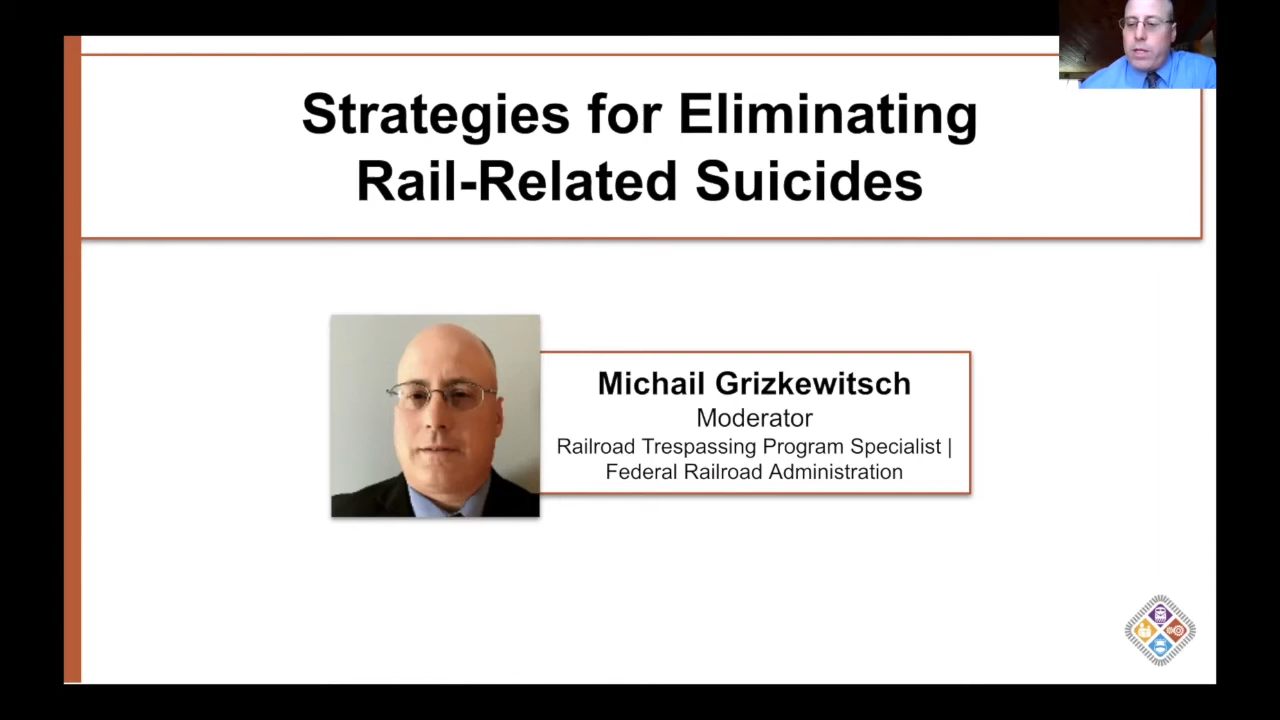 Strategies for Eliminating
Rail-Related Suicides
Michail Grizkewitsch
Moderator
Railroad Trespassing Program Specialist |
Federal Railroad Administration